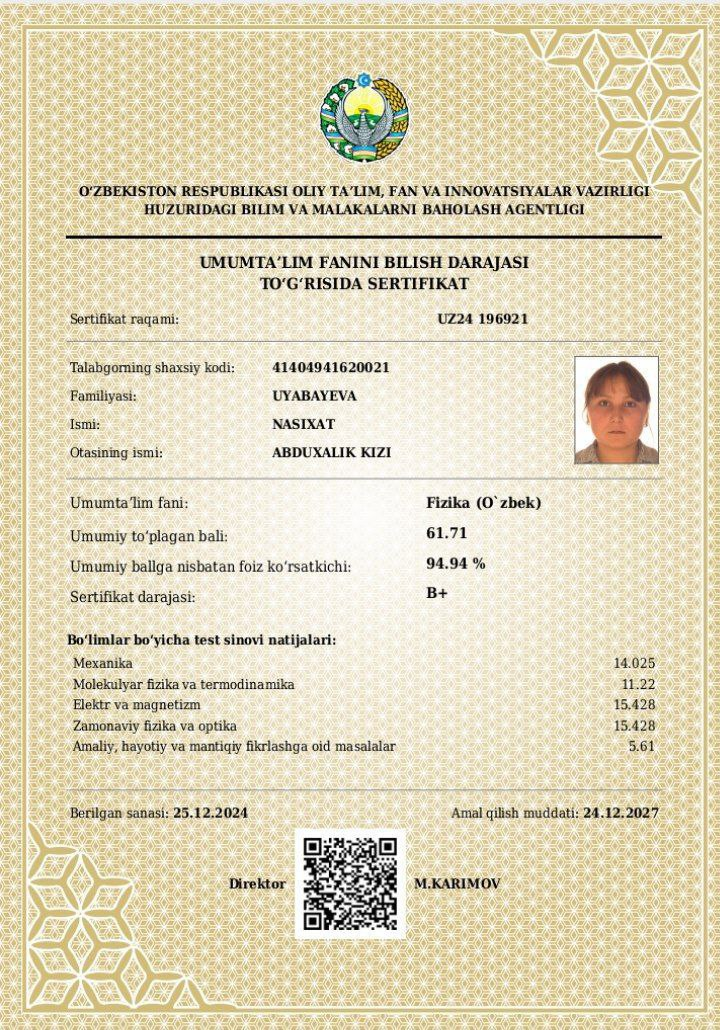 O‘ZBEKISTON RESPUBLIKASI OLIY TA’LIM, FAN VA INNOVATSIYALAR VAZIRLIGI
HUZURIDAGI BILIM VA MALAKALARNI BAHOLASH AGENTLIGI
UMUMTA’LIM FANINI BILISH DARAJASI
TO‘G‘RISIDA SERTIFIKAT
Sertifikat raqami: UZ24 196921
Talabgorning shaxsiy kodi: 41404941620021
Familiyasi: UYABAYEVA
Ismi: NASIXAT
Otasining ismi: ABDUXALIK KIZI
Umumta’lim fani: Fizika (O`zbek)
Umumiy to‘plagan bali: 61.71
Umumiy ballga nisbatan foiz ko‘rsatkichi: 94.94 %
Sertifikat darajasi: B+
Bo‘limlar bo‘yicha test sinovi natijalari:
Mexanika 14.025
Molekulyar fizika va termodinamika 11.22
Elektr va magnetizm 15.428
Zamonaviy fizika va optika 15.428
Amaliy, hayotiy va mantiqiy fikrlashga oid masalalar 5.61
Berilgan sanasi: 25.12.2024 Amal qilish muddati: 24.12.2027
Direktor M.KARIMOV